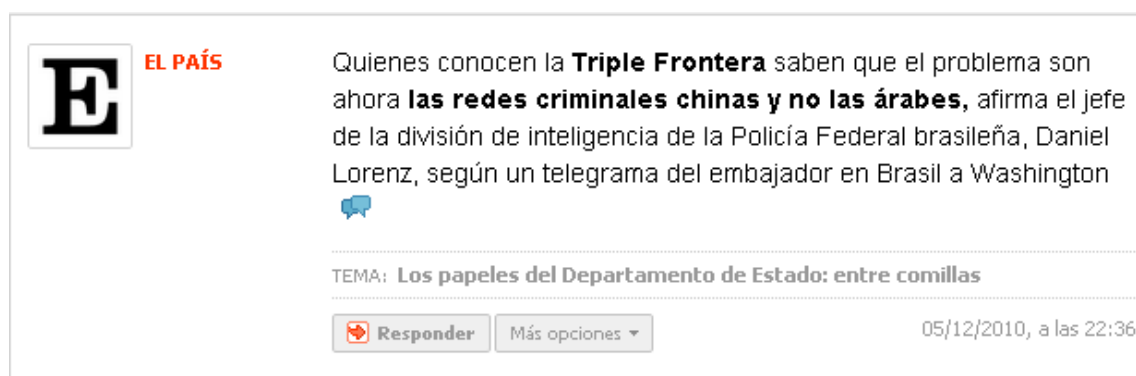 E
EL PAÍS
Quienes conocen la Triple Frontera saben que el problema son
ahora las redes criminales chinas y no las árabes, afirma el jefe
de la división de inteligencia de la Policía Federal brasileña, Daniel
Lorenz, según un telegrama del embajador en Brasil a Washington
TEMA: Los papeles del Departamento de Estado: entre comillas
Responder Más opciones
05/12/2010, a las 22:36